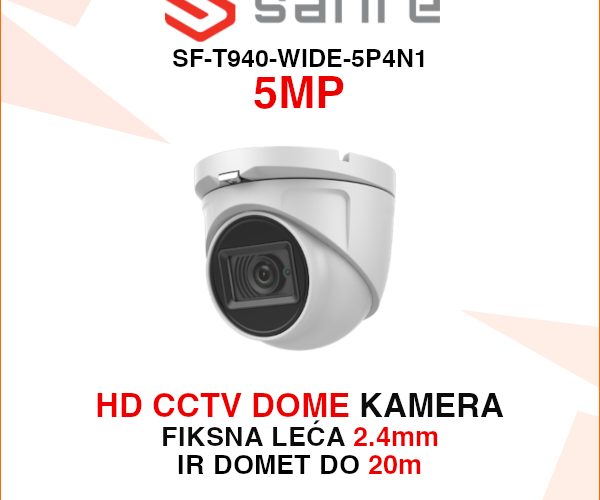 SF-T940-WIDE-5P4N1
5MP
HD CCTV DOME KAMERA
FIKSNA LEĆA 2.4mm
IR DOMET DO 20m